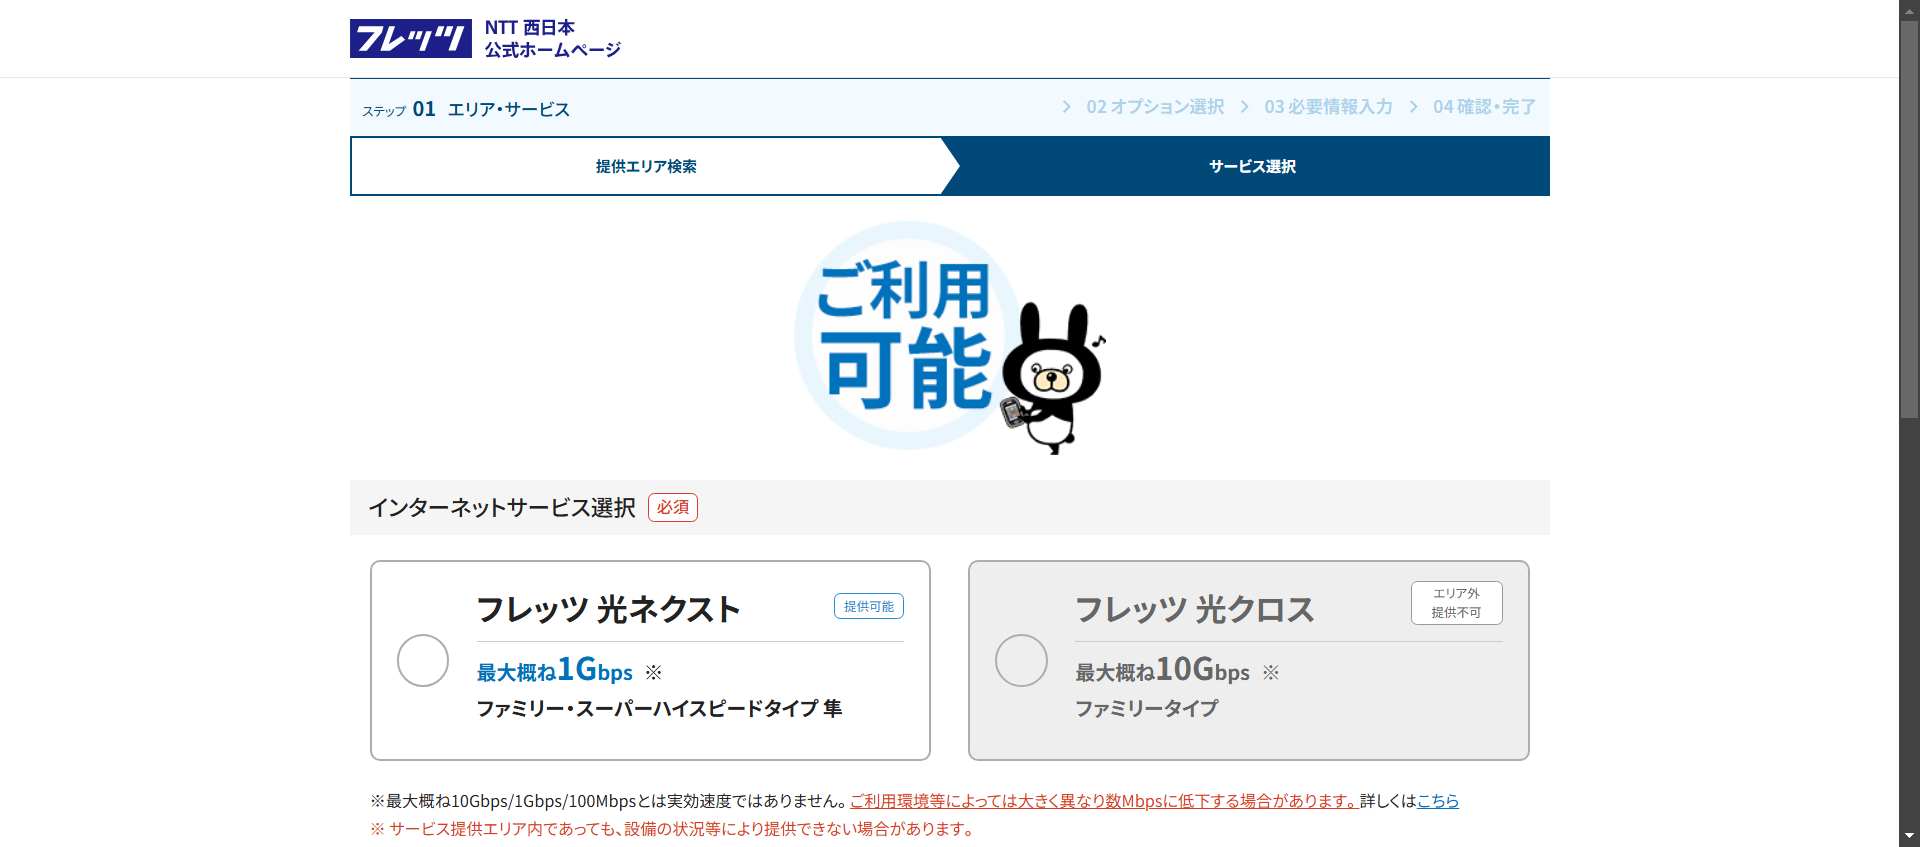 フレッツ
NTT 西日本
公式ホームページ
ステップ 01 エリア・サービス
02 オプション選択
03 必要情報入力
04 確認・完了
提供エリア検索
サービス選択
ご利用
可能
インターネットサービス選択 必須
フレッツ 光ネクスト
提供可能
最大概ね1Gbps ※
ファミリー・スーパーハイスピードタイプ 隼
フレッツ 光クロス
エリア外
提供不可
最大概ね10Gbps ※
ファミリータイプ
※最大概ね10Gbps/1Gbps/100Mbpsとは実効速度ではありません。ご利用環境等によっては大きく異なり数Mbpsに低下する場合があります。詳しくはこちら
※ サービス提供エリア内であっても、設備の状況等により提供できない場合があります。